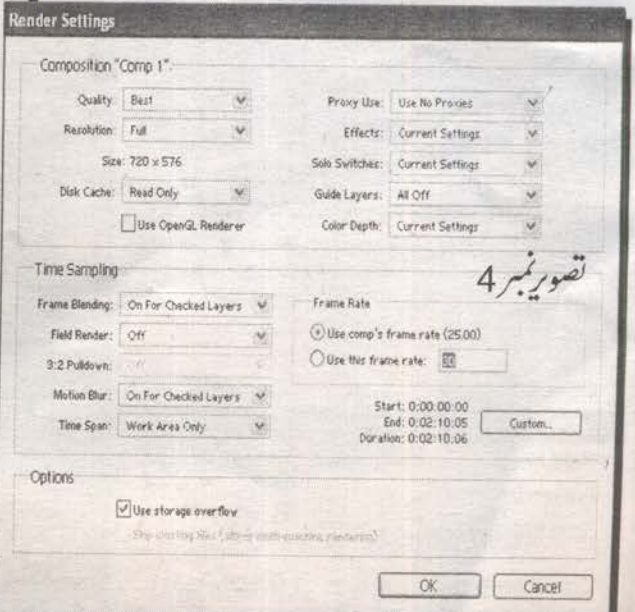 Render Settings
Composition "Comp 1":
Quality: Best
Resolution: Full
Size: 720 x 576
Disk Cache: Read Only
Use OpenGL Renderer
Proxy Use: Use No Proxies
Effects: Current Settings
Solo Switches: Current Settings
Guide Layers: All Off
Color Depth: Current Settings
تصویر نمبر 4
Time Sampling
Frame Blending: On For Checked Layers
Field Render: Off
3:2 Pulldown:
Motion Blur: On For Checked Layers
Time Span: Work Area Only
Frame Rate
Use comp's frame rate (25.00)
Use this frame rate: 30
Start: 0:00:00:00
End: 0:02:10:05
Duration: 0:02:10:06
Custom...
Options
Use storage overflow
OK
Cancel